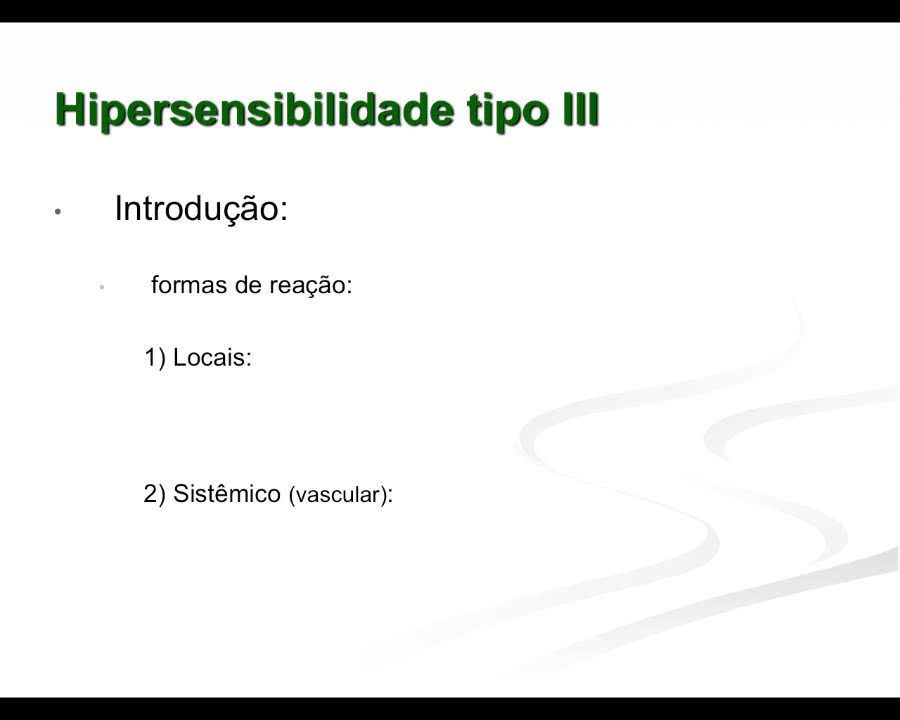 Hipersensibilidade tipo III
• Introdução:
• formas de reação:
1) Locais:
2) Sistêmico (vascular):